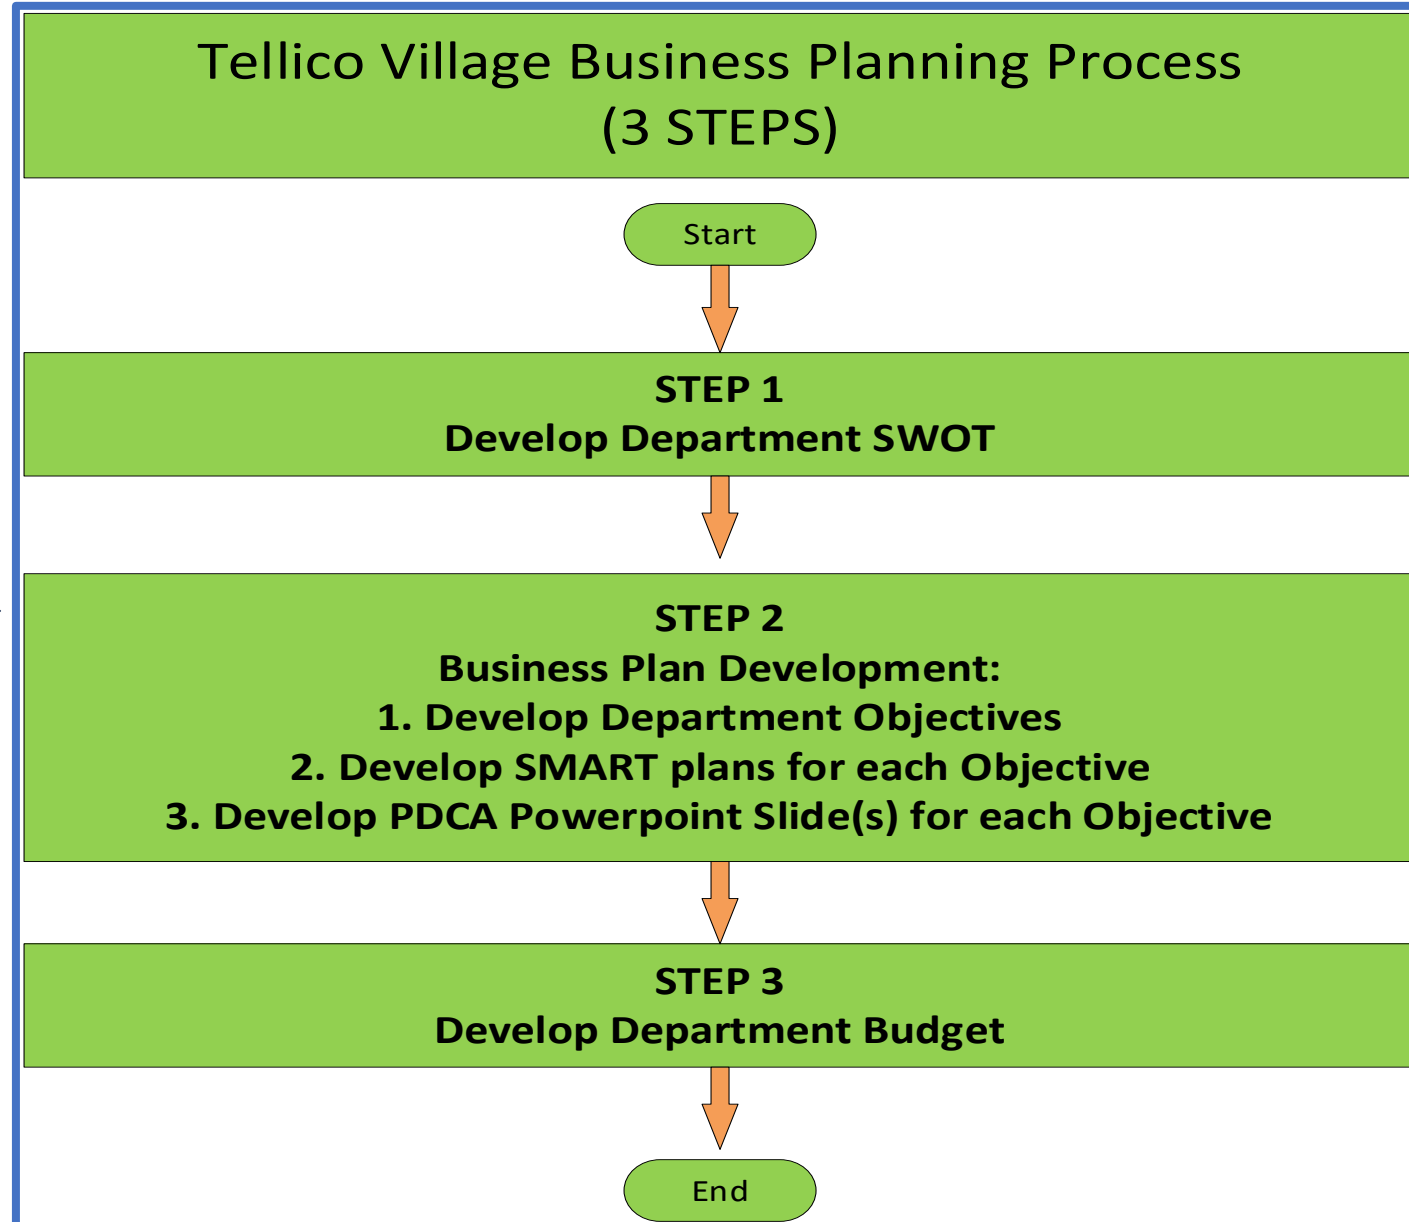 Tellico Village Business Planning Process
(3 STEPS)
Start
STEP 1
Develop Department SWOT
STEP 2
Business Plan Development:
1. Develop Department Objectives
2. Develop SMART plans for each Objective
3. Develop PDCA Powerpoint Slide(s) for each Objective
STEP 3
Develop Department Budget
End